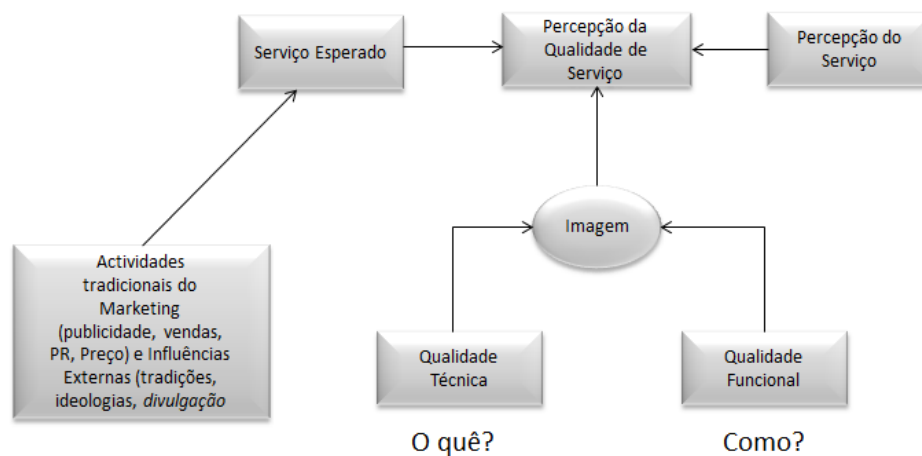 Serviço Esperado
Percepção da
Qualidade de
Serviço
Percepção do
Serviço
Imagem
Actividades
tradicionais do
Marketing
(publicidade, vendas,
PR, Preço) e Influências
Externas (tradições,
ideologias, divulgação
Qualidade
Técnica
Qualidade
Funcional
O quê?
Como?